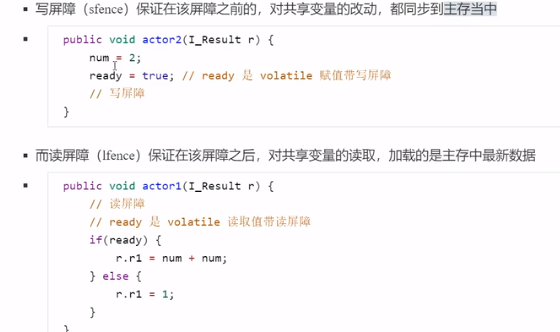 写屏障（sfence）保证在该屏障之前的，对共享变量的改动，都同步到主存当中
public void actor2(I_Result r) {
num = 2;
ready = true; // ready 是 volatile 赋值带写屏障
// 写屏障
}
而读屏障（lfence）保证在该屏障之后，对共享变量的读取，加载的是主存中最新数据
public void actor1(I_Result r) {
// 读屏障
// ready 是 volatile 读取值带读屏障
if(ready) {
r.r1 = num + num;
} else {
r.r1 = 1;
}
}